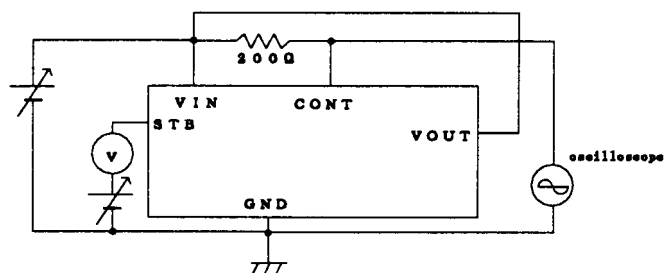 200Ω
VIN
CONT
STB
VOUT
V
oscilloscope
GND